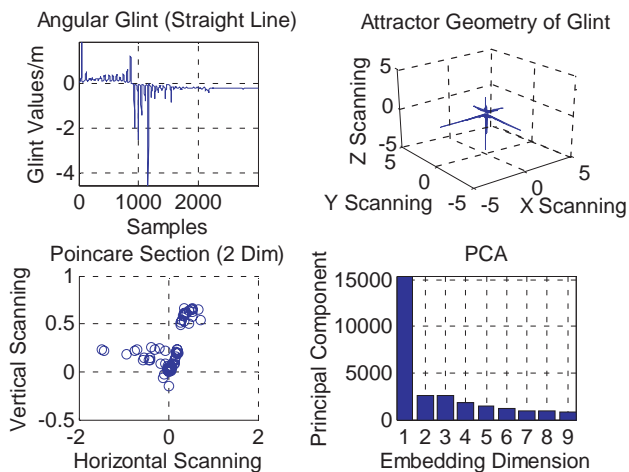 Angular Glint (Straight Line)
Glint Values/m
0
-2
-4
0 1000 2000
Samples
Attractor Geometry of Glint
Z Scanning
5
0
-5
5
0
-5
Y Scanning
-5
0
5
X Scanning
Poincare Section (2 Dim)
Vertical Scanning
1
0.5
0
-0.5
-2 0 2
Horizontal Scanning
PCA
Principal Component
15000
10000
5000
0
1 2 3 4 5 6 7 8 9
Embedding Dimension